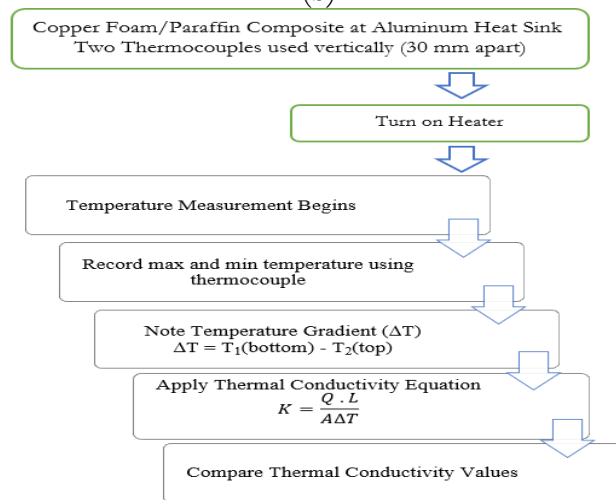 (b)
Copper Foam/Paraffin Composite at Aluminum Heat Sink
Two Thermocouples used vertically (30 mm apart)
Turn on Heater
Temperature Measurement Begins
Record max and min temperature using
thermocouple
Note Temperature Gradient (ΔT)
ΔT = T₁(bottom) - T₂(top)
Apply Thermal Conductivity Equation
K = Q . L / AΔT
Compare Thermal Conductivity Values